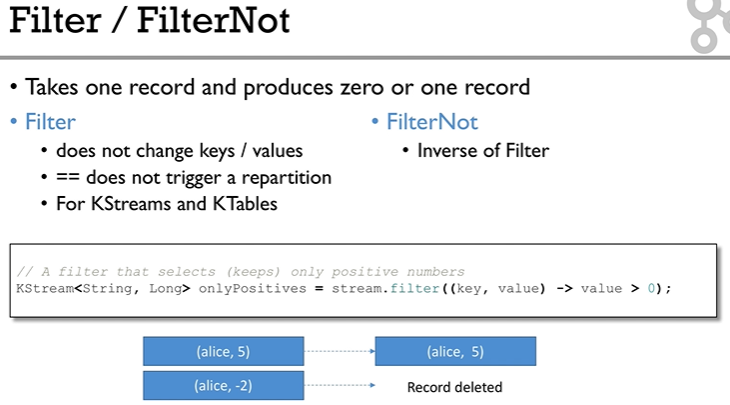 Filter / FilterNot
• Takes one record and produces zero or one record
• Filter
• does not change keys / values
• == does not trigger a repartition
• For KStreams and KTables
• FilterNot
• Inverse of Filter
// A filter that selects (keeps) only positive numbers
KStream<String, Long> onlyPositives = stream.filter((key, value) -> value > 0);
(alice, 5)
(alice, 5)
(alice, -2)
Record deleted